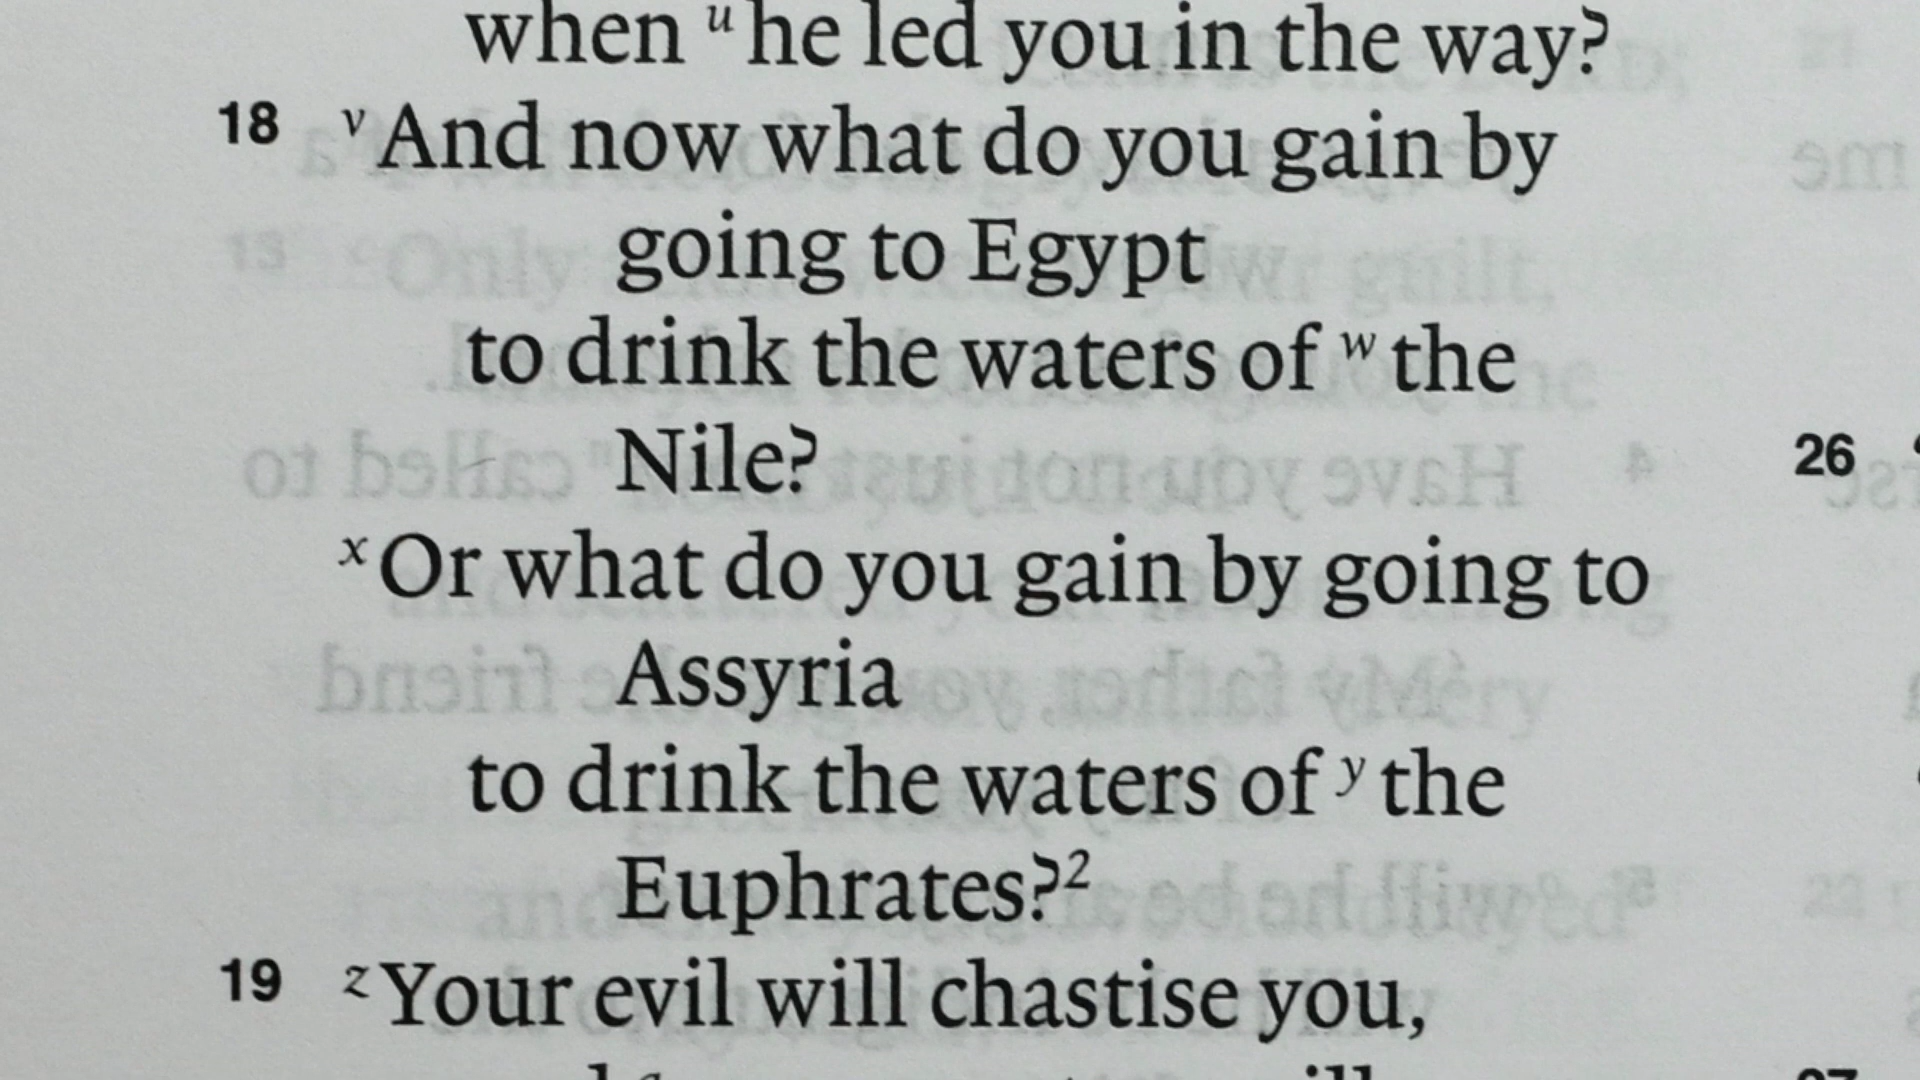 when u he led you in the way?
18 v And now what do you gain by
going to Egypt
to drink the waters of w the
Nile?
26
x Or what do you gain by going to
Assyria
to drink the waters of y the
Euphrates?2
19 z Your evil will chastise you,